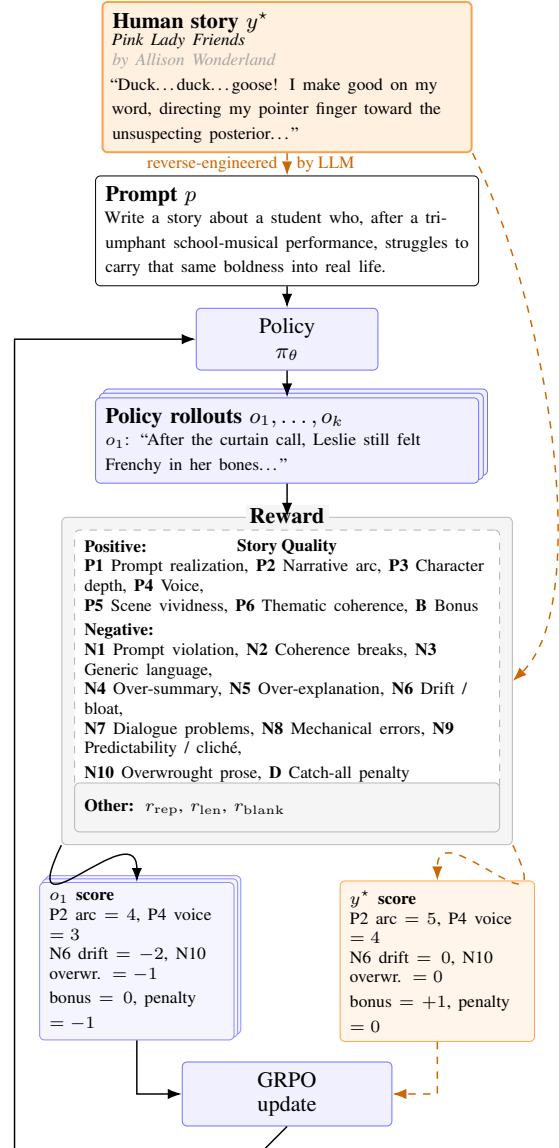 Human story y⋆
Pink Lady Friends
by Allison Wonderland
“Duck…duck…goose! I make good on my
word, directing my pointer finger toward the
unsuspecting posterior…”
reverse-engineered by LLM
Prompt p
Write a story about a student who, after a tri-
umphant school-musical performance, struggles to
carry that same boldness into real life.
Policy
πθ
Policy rollouts o1, . . . , ok
o1: “After the curtain call, Leslie still felt
Frenchy in her bones…”
Reward
Positive: Story Quality
P1 Prompt realization, P2 Narrative arc, P3 Character
depth, P4 Voice,
P5 Scene vividness, P6 Thematic coherence, B Bonus
Negative:
N1 Prompt violation, N2 Coherence breaks, N3
Generic language,
N4 Over-summary, N5 Over-explanation, N6 Drift /
bloat,
N7 Dialogue problems, N8 Mechanical errors, N9
Predictability / cliché,
N10 Overwrought prose, D Catch-all penalty
Other: rrep, rlen, rblank
o1 score
P2 arc = 4, P4 voice
= 3
N6 drift = −2, N10
overwr. = −1
bonus = 0, penalty
= −1
y⋆ score
P2 arc = 5, P4 voice
= 4
N6 drift = 0, N10
overwr. = 0
bonus = +1, penalty
= 0
GRPO
update